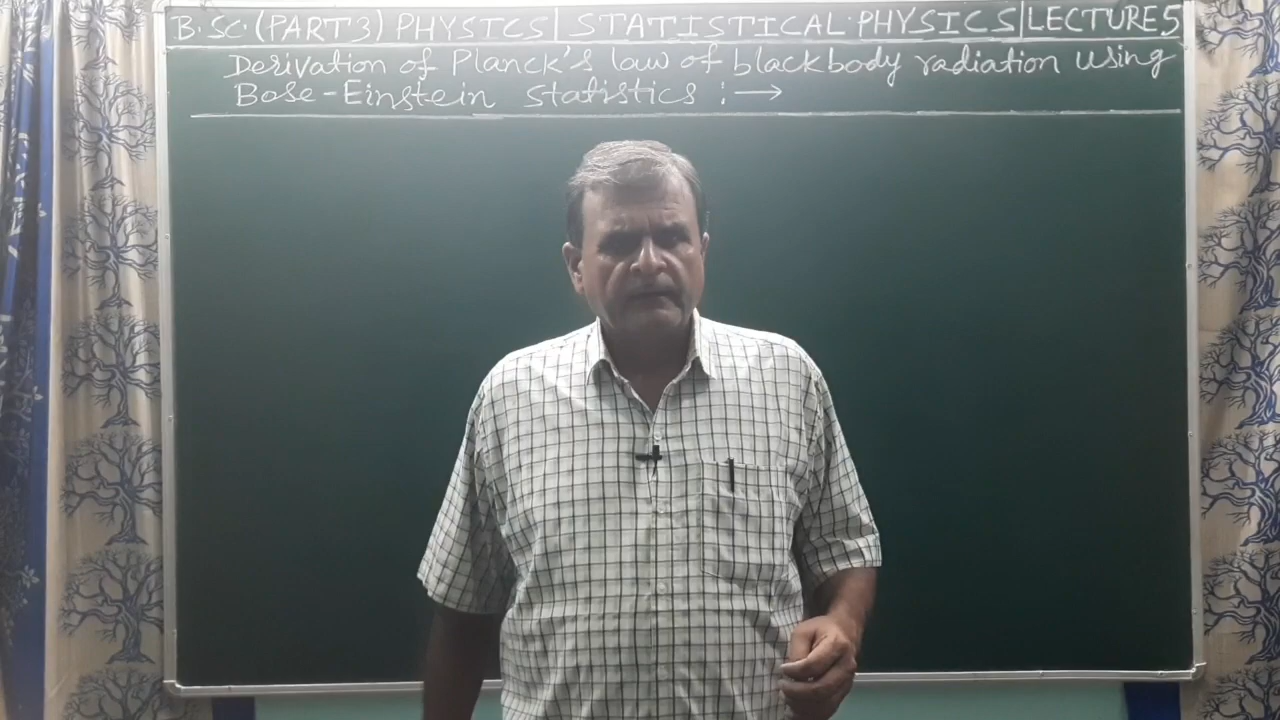 B.SC.(PART 3) PHYSICS|STATISTICAL PHYSICS|LECTURE 5
Derivation of Planck's law of blackbody radiation using
Bose-Einstein statistics :→